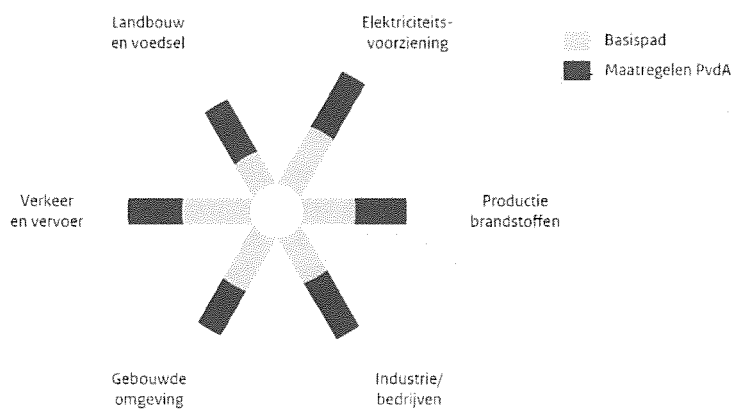 Landbouw
en voedsel
Elektriciteits-
voorziening
Basispad
Maatregelen PvdA
Verkeer
en vervoer
Productie
brandstoffen
Gebouwde
omgeving
Industrie/
bedrijven